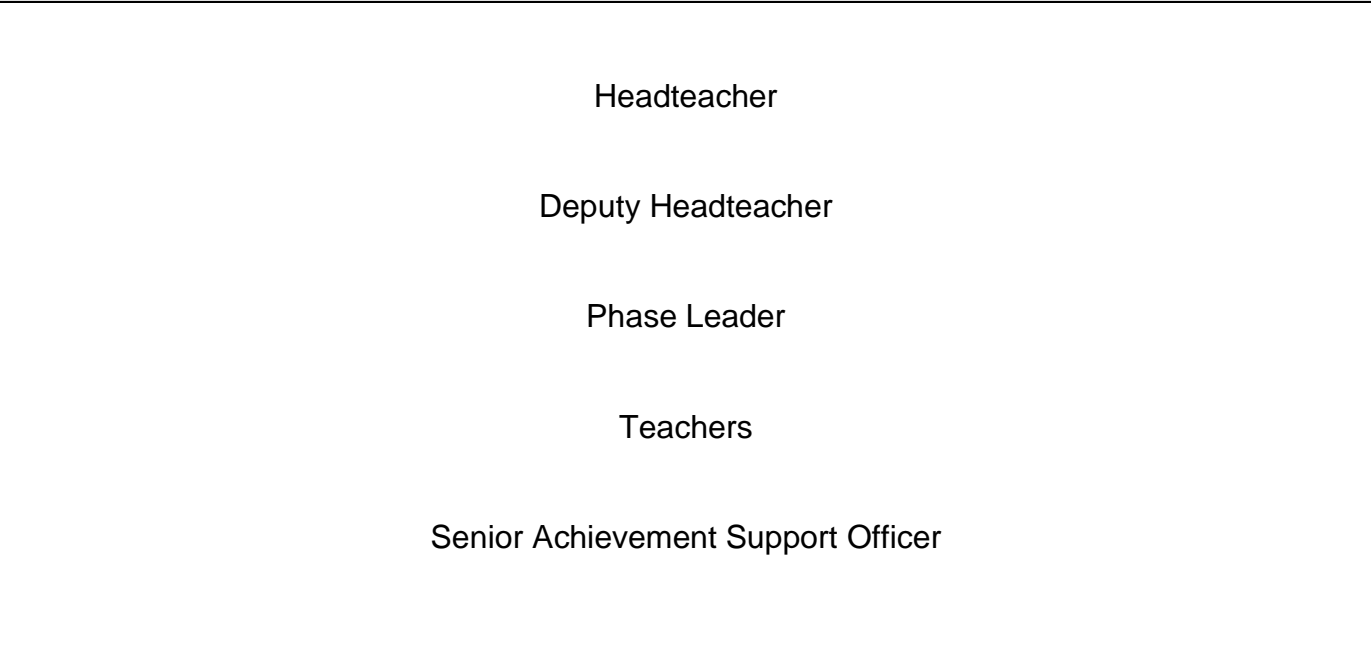 Headteacher
Deputy Headteacher
Phase Leader
Teachers
Senior Achievement Support Officer